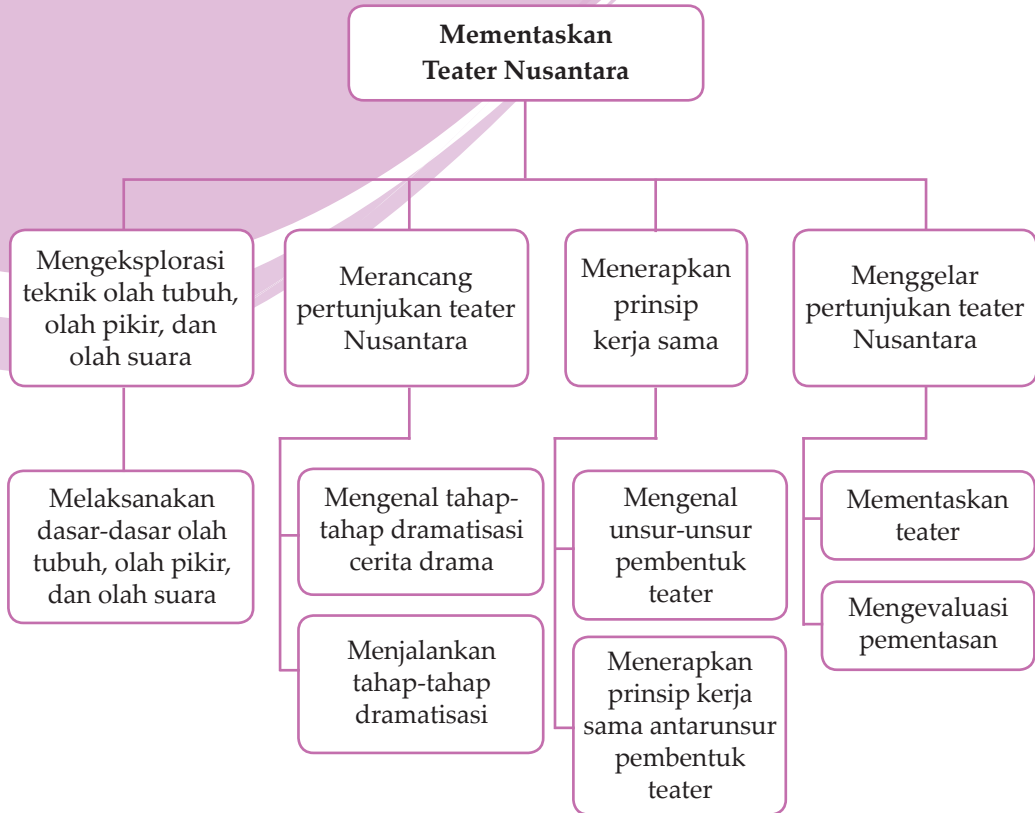 Mementaskan
Teater Nusantara
Mengeksplorasi
teknik olah tubuh,
olah pikir, dan
olah suara
Merancang
pertunjukan teater
Nusantara
Menerapkan
prinsip
kerja sama
Menggelar
pertunjukan teater
Nusantara
Melaksanakan
dasar-dasar olah
tubuh, olah pikir,
dan olah suara
Mengenal tahap-
tahap dramatisasi
cerita drama
Menjalankan
tahap-tahap
dramatisasi
Mengenal
unsur-unsur
pembentuk
teater
Menerapkan
prinsip kerja
sama antarunsur
pembentuk
teater
Mementaskan
teater
Mengevaluasi
pementasan